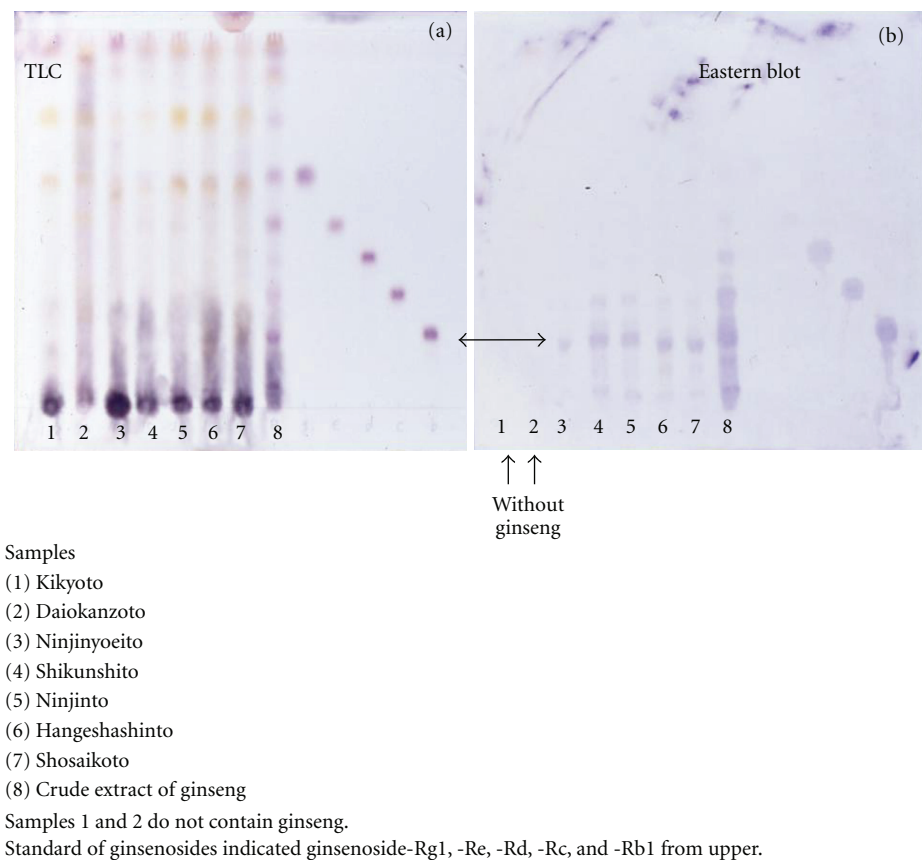 (a)
TLC
1 2 3 4 5 6 7 8
(b)
Eastern blot
1 2 3 4 5 6 7 8
Without
ginseng
Samples
(1) Kikyoto
(2) Daiokanzoto
(3) Ninjinyoeito
(4) Shikunshito
(5) Ninjinto
(6) Hangeshashinto
(7) Shosaikoto
(8) Crude extract of ginseng
Samples 1 and 2 do not contain ginseng.
Standard of ginsenosides indicated ginsenoside-Rg1, -Re, -Rd, -Rc, and -Rb1 from upper.